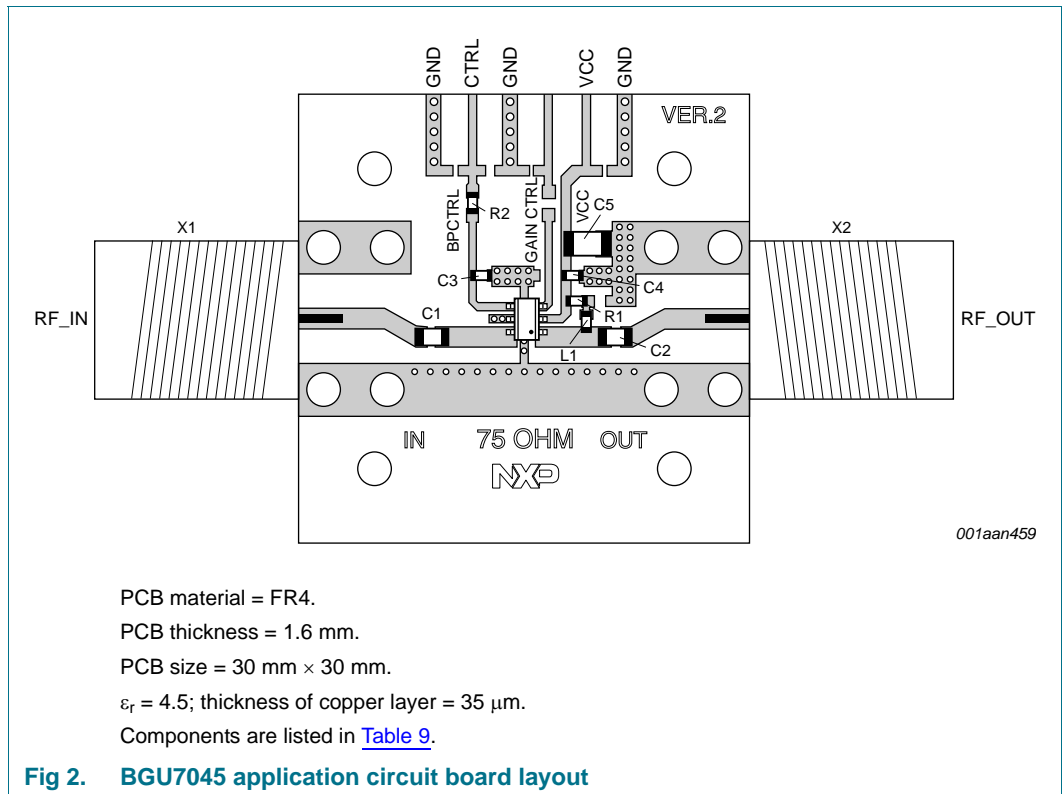 GND
CTRL
GND
VCC
GND
VER.2
BPCTRL
R2
GAIN CTRL
VCC
C5
X1
X2
C3
C4
RF_IN
C1
R1
RF_OUT
L1
C2
IN 75 OHM OUT
NXP
001aan459
PCB material = FR4.
PCB thickness = 1.6 mm.
PCB size = 30 mm × 30 mm.
εr = 4.5; thickness of copper layer = 35 μm.
Components are listed in Table 9.
Fig 2. BGU7045 application circuit board layout